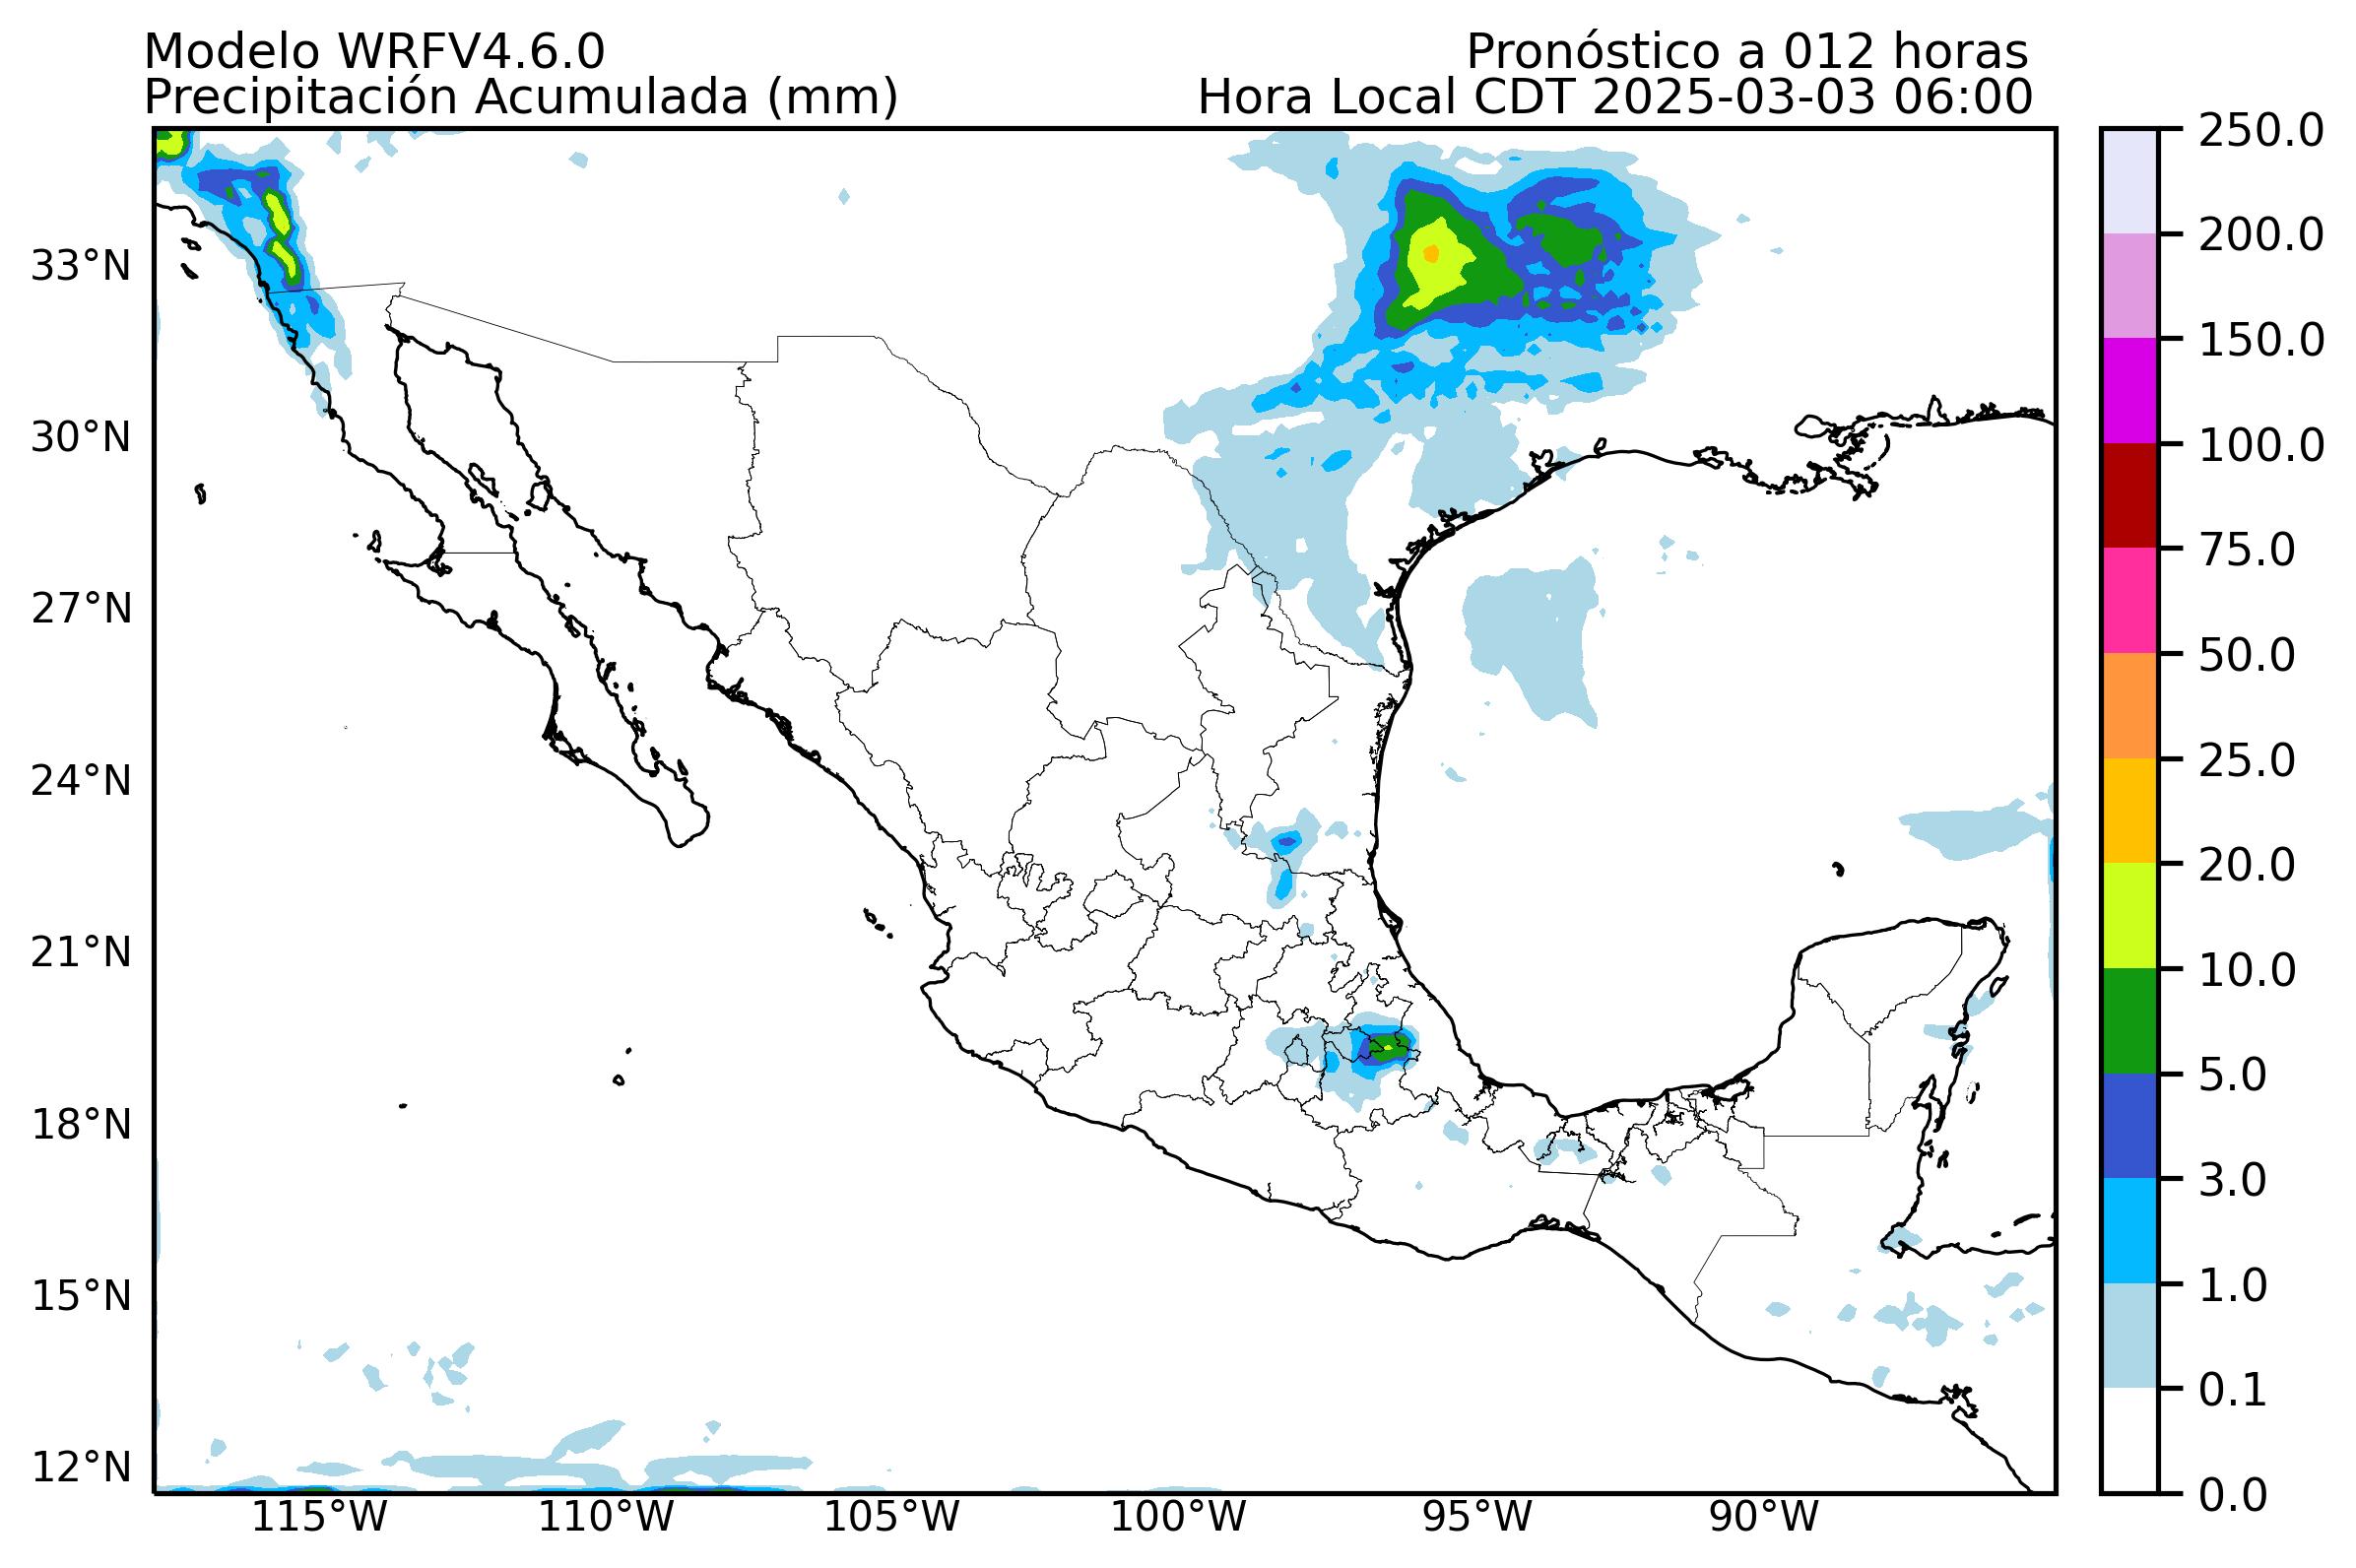 Modelo WRFV4.6.0
Pronóstico a 012 horas
Precipitación Acumulada (mm)
Hora Local CDT 2025-03-03 06:00
33°N
30°N
27°N
24°N
21°N
18°N
15°N
12°N
115°W
110°W
105°W
100°W
95°W
90°W
250.0
200.0
150.0
100.0
75.0
50.0
25.0
20.0
10.0
5.0
3.0
1.0
0.1
0.0